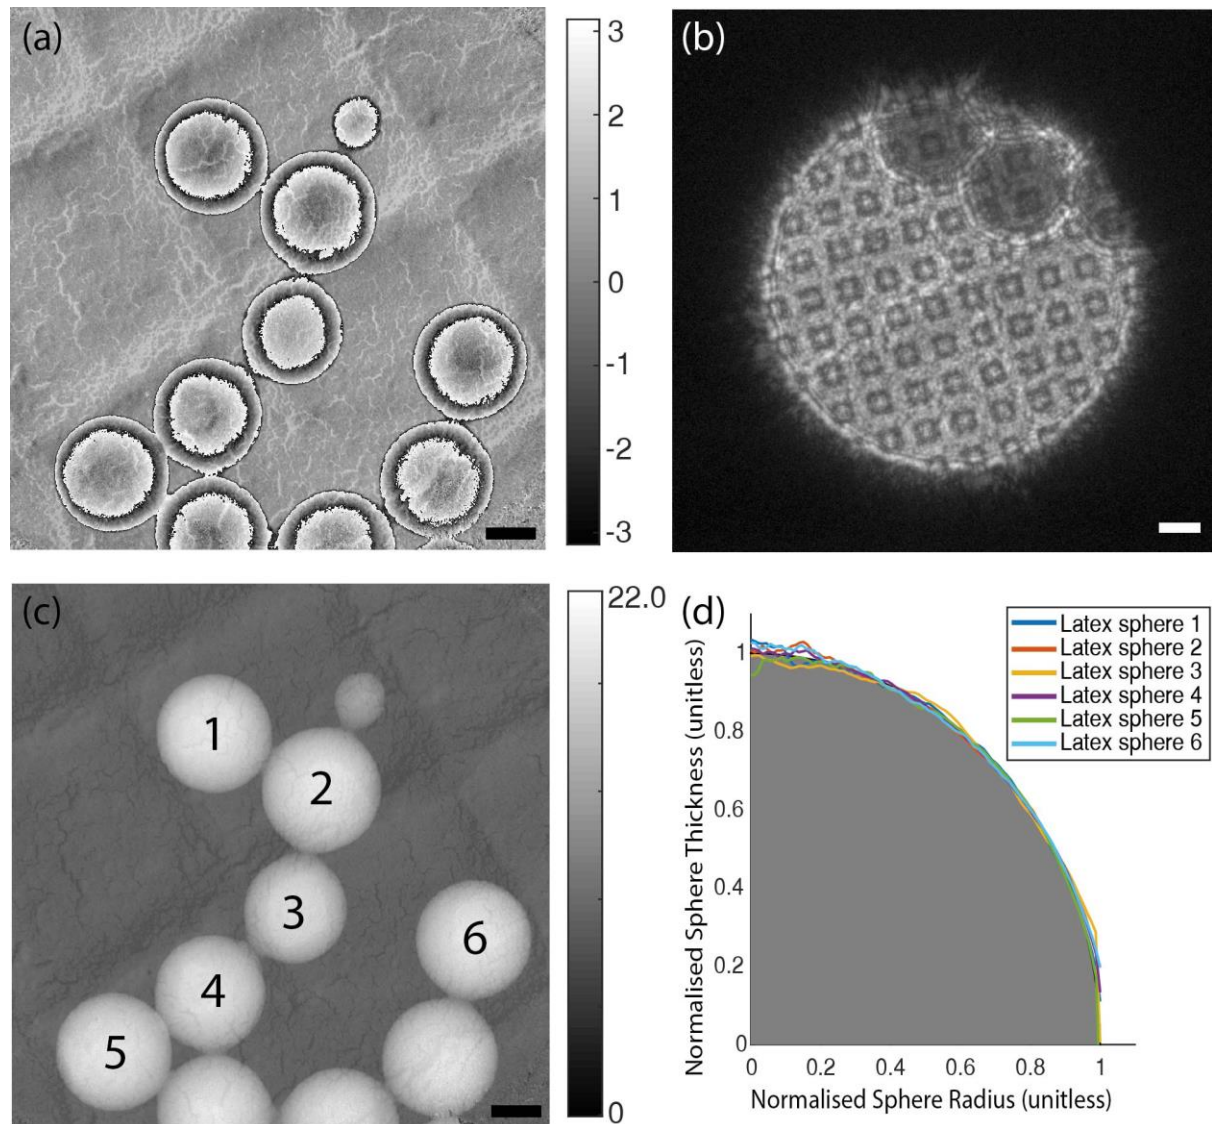 (a)
3
2
1
0
-1
-2
-3
(b)
(c)
1
2
3
4
5
6
22.0
0
(d)
Normalised Sphere Thickness (unitless)
1
0.8
0.6
0.4
0.2
0
0
0.2
0.4
0.6
0.8
1
Normalised Sphere Radius (unitless)
Latex sphere 1
Latex sphere 2
Latex sphere 3
Latex sphere 4
Latex sphere 5
Latex sphere 6